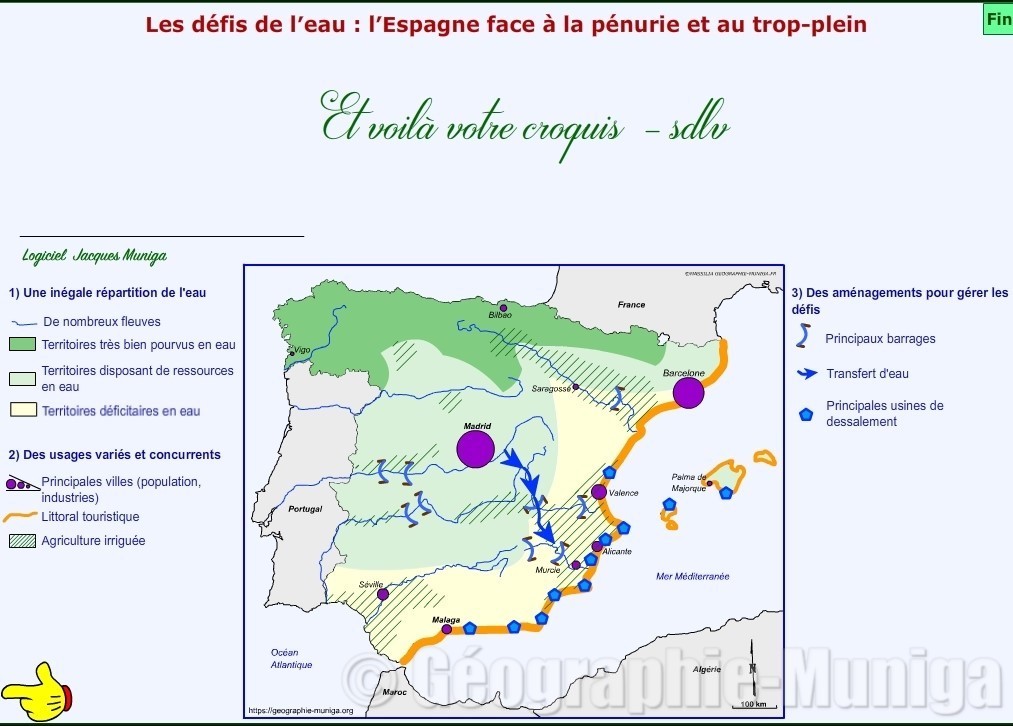 Les défis de l'eau : l'Espagne face à la pénurie et au trop-plein
Fin
Et voilà votre croquis - sdlv
Logiciel Jacques Muniga
1) Une inégale répartition de l'eau
De nombreux fleuves
Territoires très bien pourvus en eau
Territoires disposant de ressources
en eau
Territoires déficitaires en eau
2) Des usages variés et concurrents
Principales villes (population,
industries)
Littoral touristique
Agriculture irriguée
France
Bilbao
Vigo
Barcelone
Saragosse
Madrid
Palma de
Majorque
Valence
Portugal
Alicante
Murcie
Mer Méditerranée
Séville
Malaga
Océan
Atlantique
Algérie
N
Maroc
100 km
https://geographie-muniga.org
© Géographie-Muniga
3) Des aménagements pour gérer les
défis
Principaux barrages
Transfert d'eau
Principales usines de
dessalement